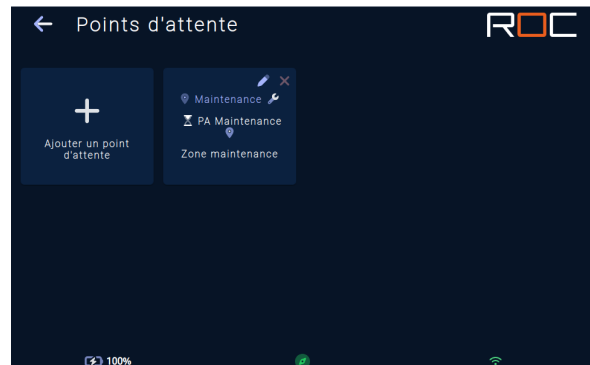 Points d'attente
ROC
Ajouter un point
d'attente
Maintenance
PA Maintenance
Zone maintenance
100%